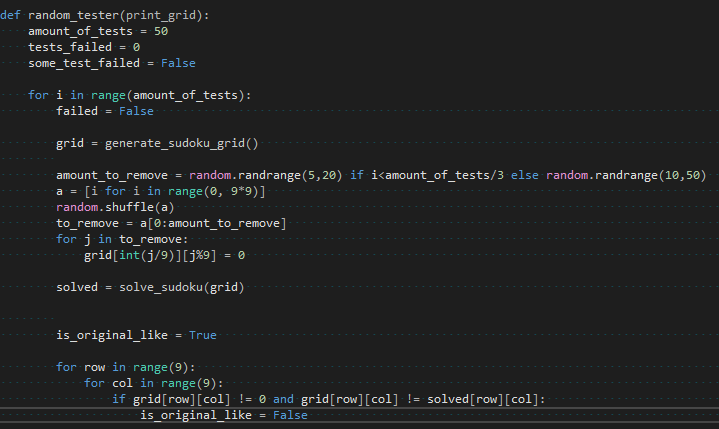 def random_tester(print_grid):
    amount_of_tests = 50
    tests_failed = 0
    some_test_failed = False

    for i in range(amount_of_tests):
        failed = False

        grid = generate_sudoku_grid()

        amount_to_remove = random.randrange(5,20) if i<amount_of_tests/3 else random.randrange(10,50)
        a = [i for i in range(0, 9*9)]
        random.shuffle(a)
        to_remove = a[0:amount_to_remove]
        for j in to_remove:
            grid[int(j/9)][j%9] = 0

        solved = solve_sudoku(grid)


        is_original_like = True

        for row in range(9):
            for col in range(9):
                if grid[row][col] != 0 and grid[row][col] != solved[row][col]:
                    is_original_like = False